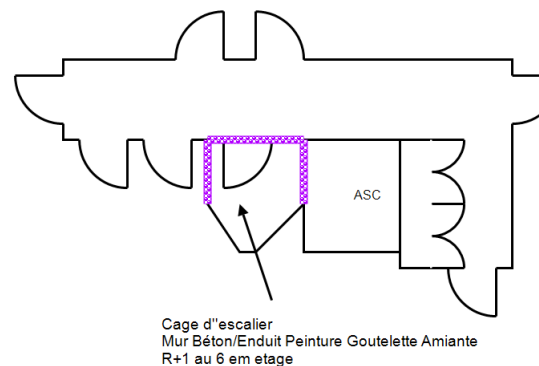 ASC
Cage d"escalier
Mur Béton/Enduit Peinture Goutelette Amiante
R+1 au 6 em etage